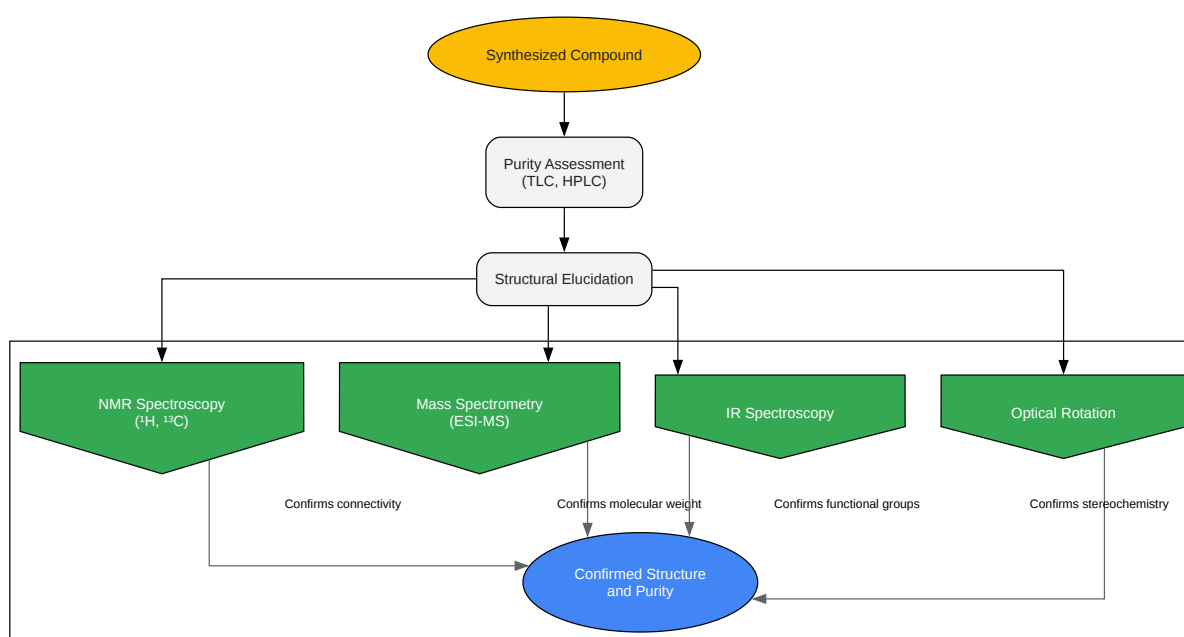 Synthesized Compound
Purity Assessment
(TLC, HPLC)
Structural Elucidation
NMR Spectroscopy
(¹H, ¹³C)
Mass Spectrometry
(ESI-MS)
IR Spectroscopy
Optical Rotation
Confirms connectivity
Confirms molecular weight
Confirms functional groups
Confirms stereochemistry
Confirmed Structure
and Purity